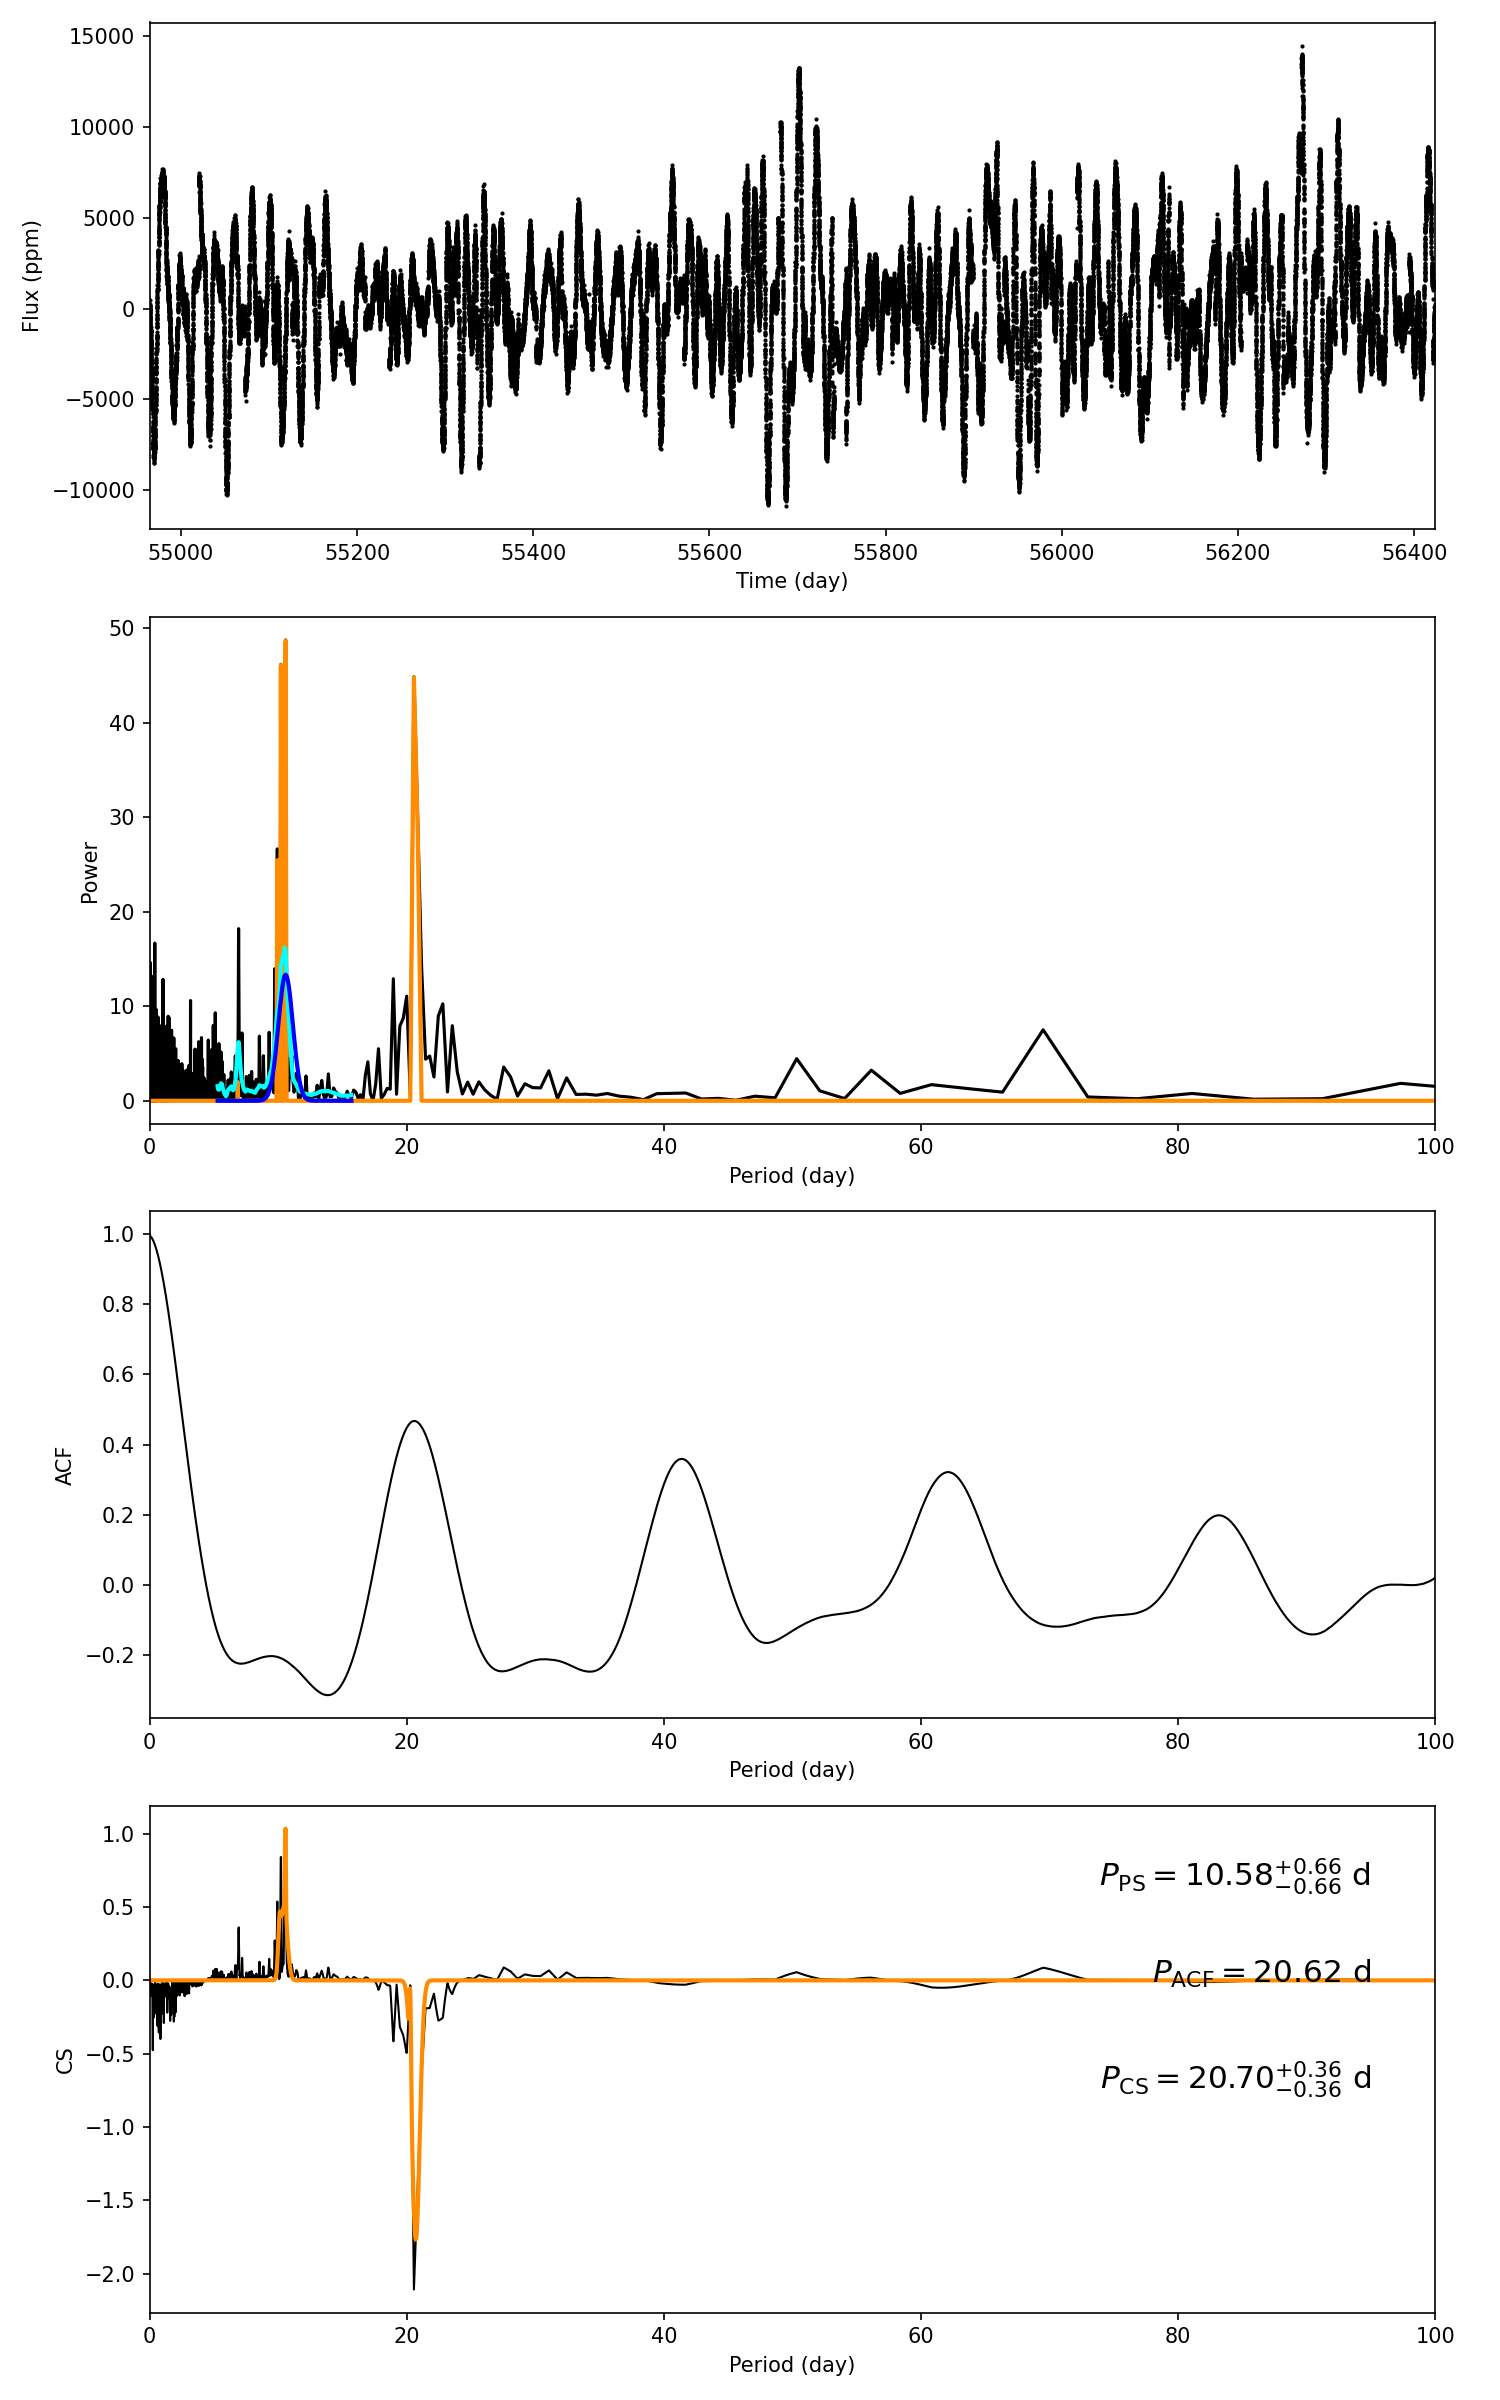 15000
10000
5000
0
−5000
−10000
Flux (ppm)
55000 55200 55400 55600 55800 56000 56200 56400
Time (day)
50
40
30
20
10
0
Power
0 20 40 60 80 100
Period (day)
1.0
0.8
0.6
0.4
0.2
0.0
−0.2
ACF
0 20 40 60 80 100
Period (day)
1.0
0.5
0.0
−0.5
−1.0
−1.5
−2.0
CS
P_PS = 10.58^{+0.66}_{−0.66} d
P_ACF = 20.62 d
P_CS = 20.70^{+0.36}_{−0.36} d
0 20 40 60 80 100
Period (day)